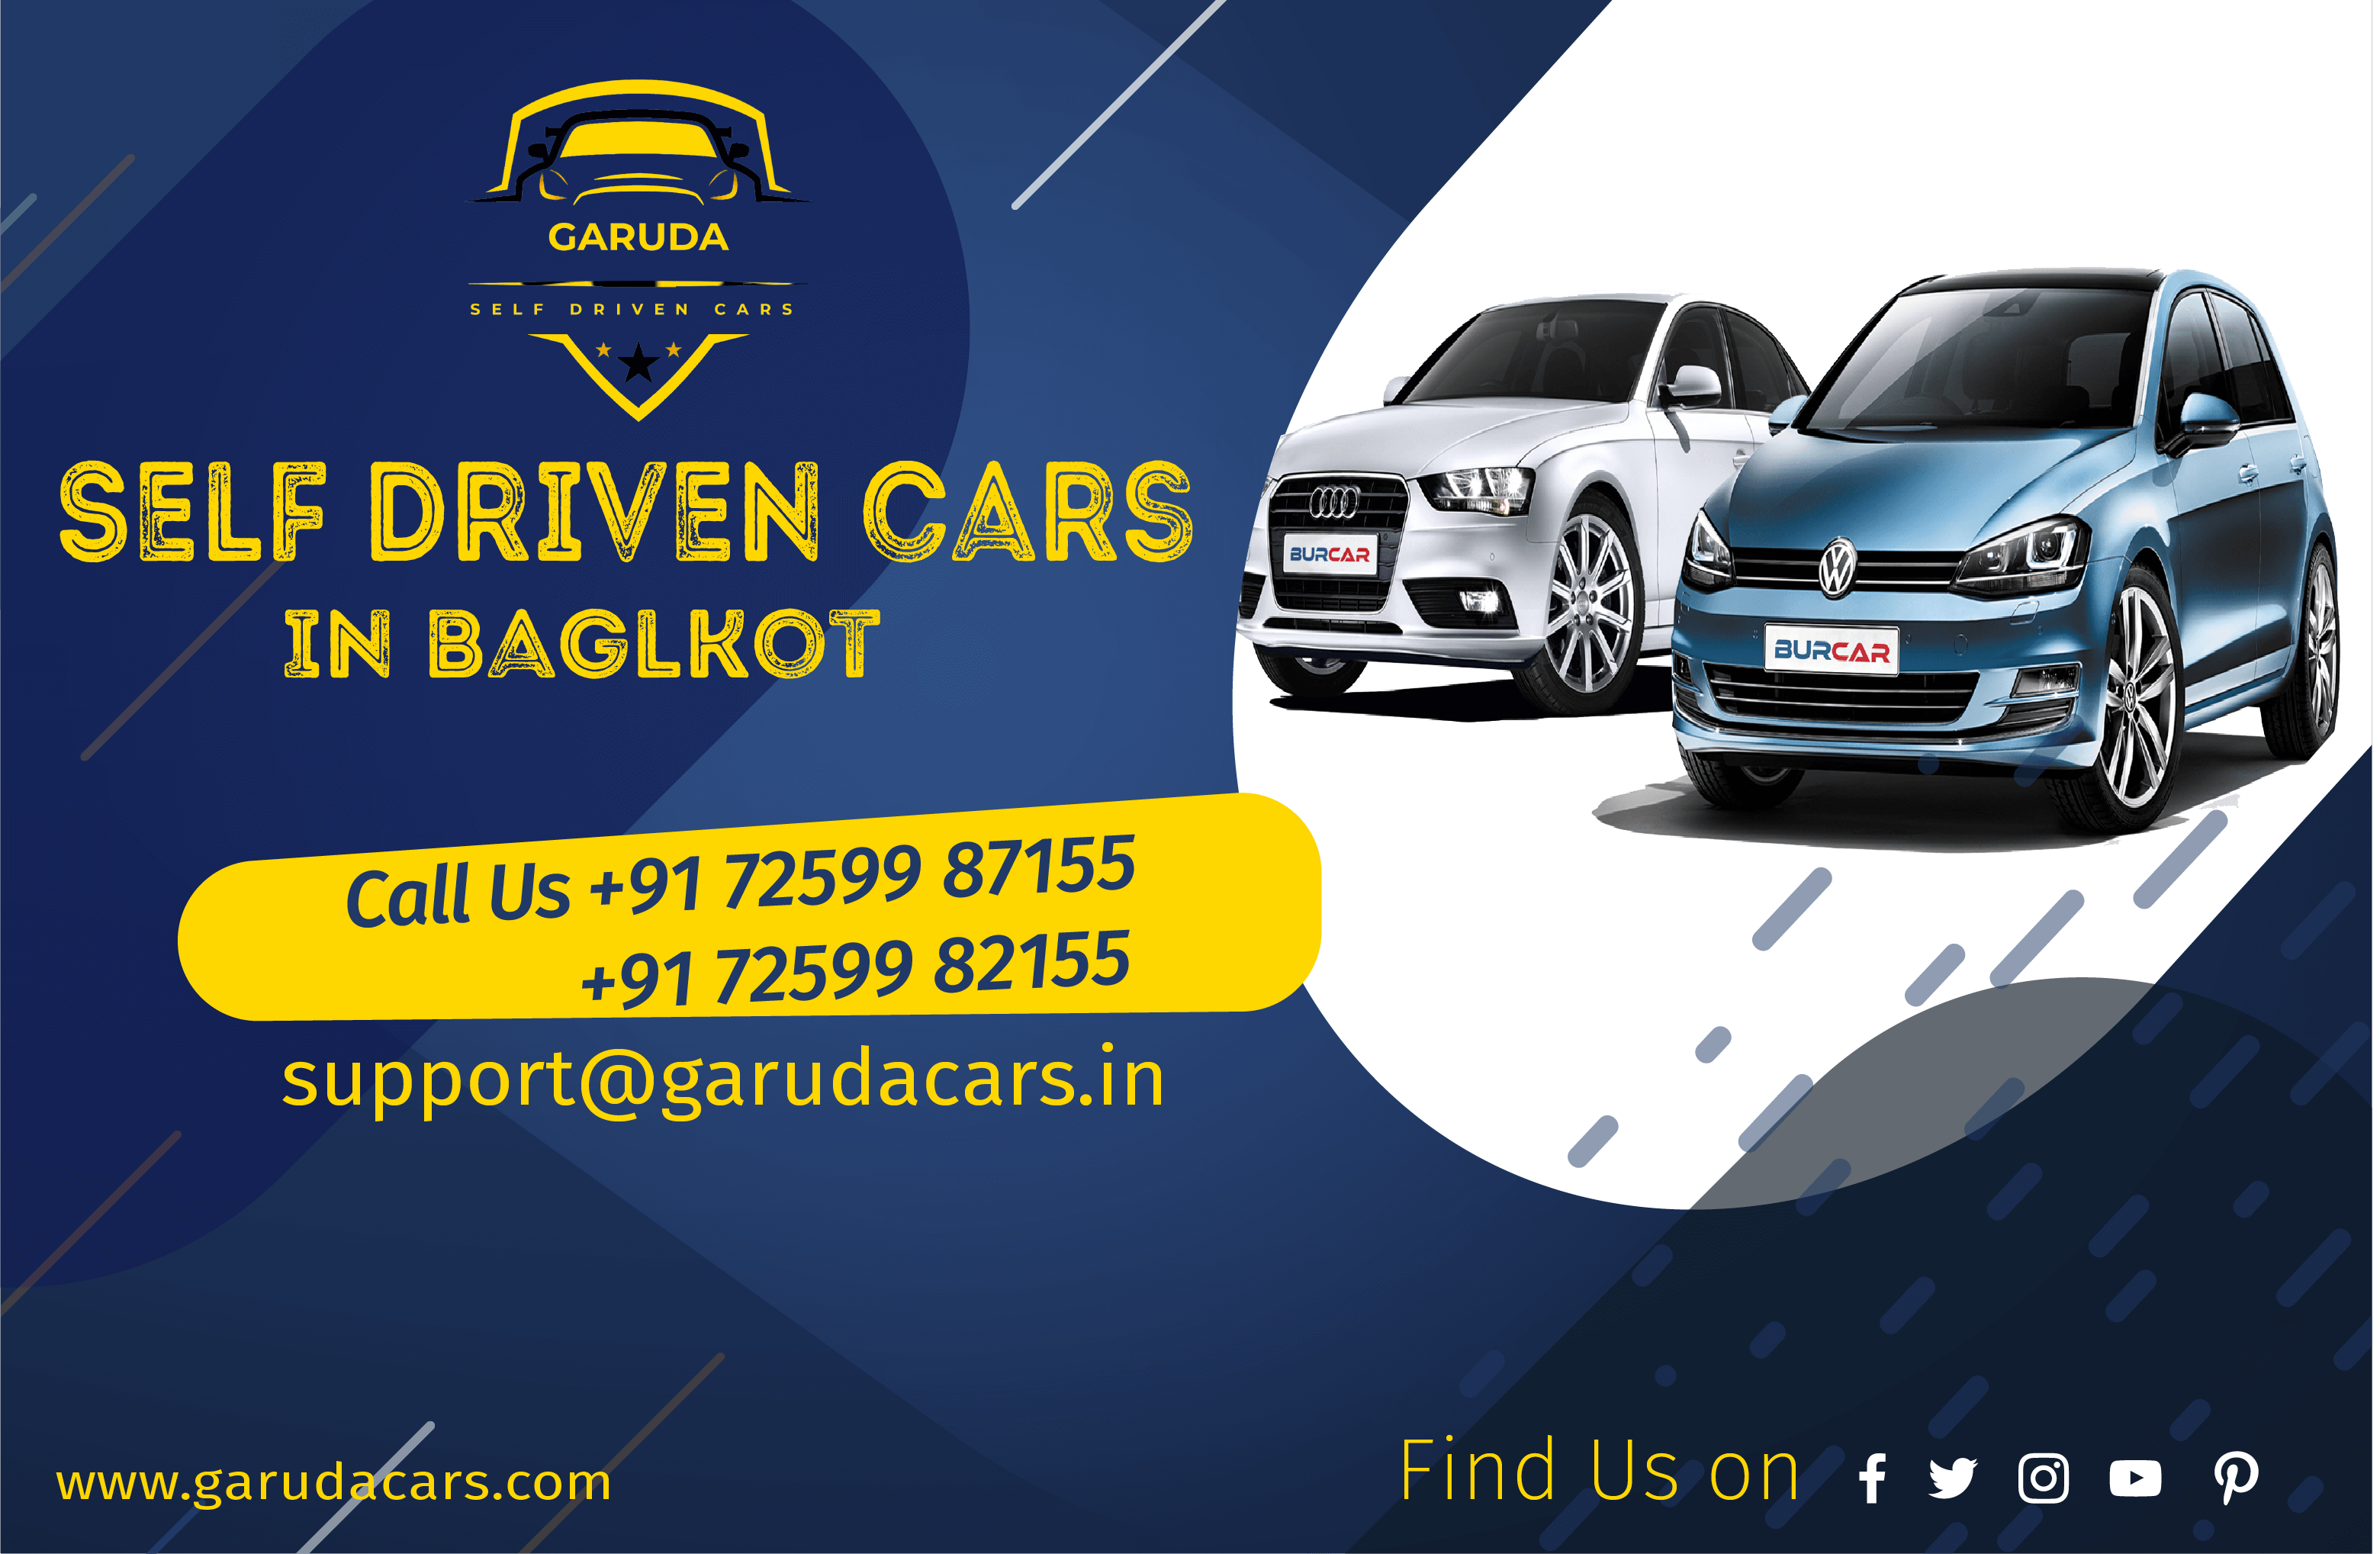 GARUDA
SELF DRIVEN CARS
SELF DRIVEN CARS
IN BAGLKOT
BURCAR
BURCAR
Call Us +91 72599 87155
+91 72599 82155
support@garudacars.in
www.garudacars.com
Find Us on